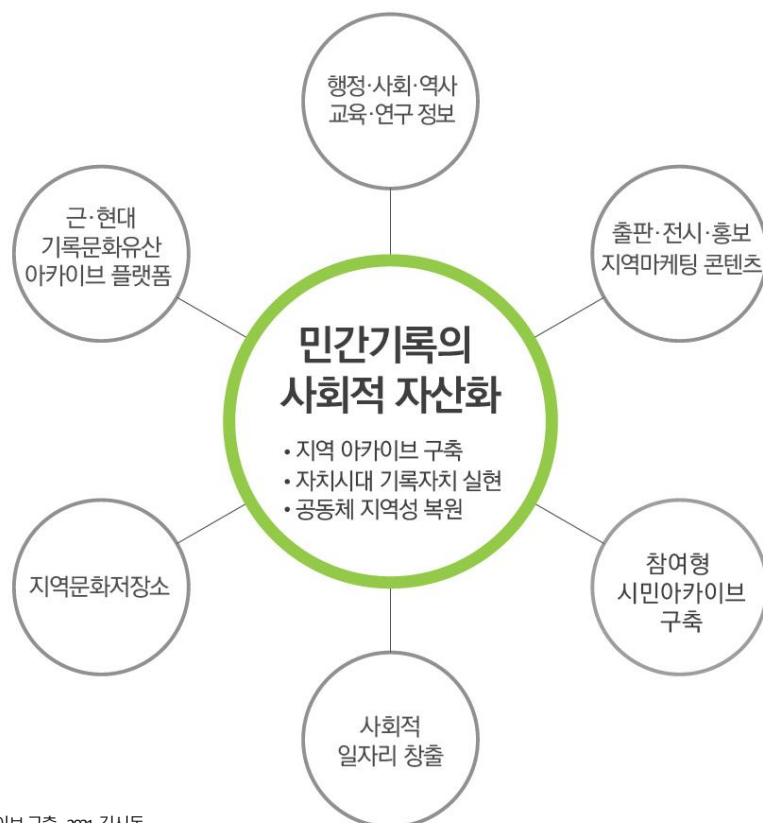 행정·사회·역사
교육·연구 정보
근·현대
기록문화유산
아카이브 플랫폼
출판·전시·홍보
지역마케팅 콘텐츠
민간기록의
사회적 자산화
• 지역 아카이브 구축
• 자치시대 기록자치 실현
• 공동체 지역성 복원
지역문화저장소
참여형
시민아카이브
구축
사회적
일자리 창출